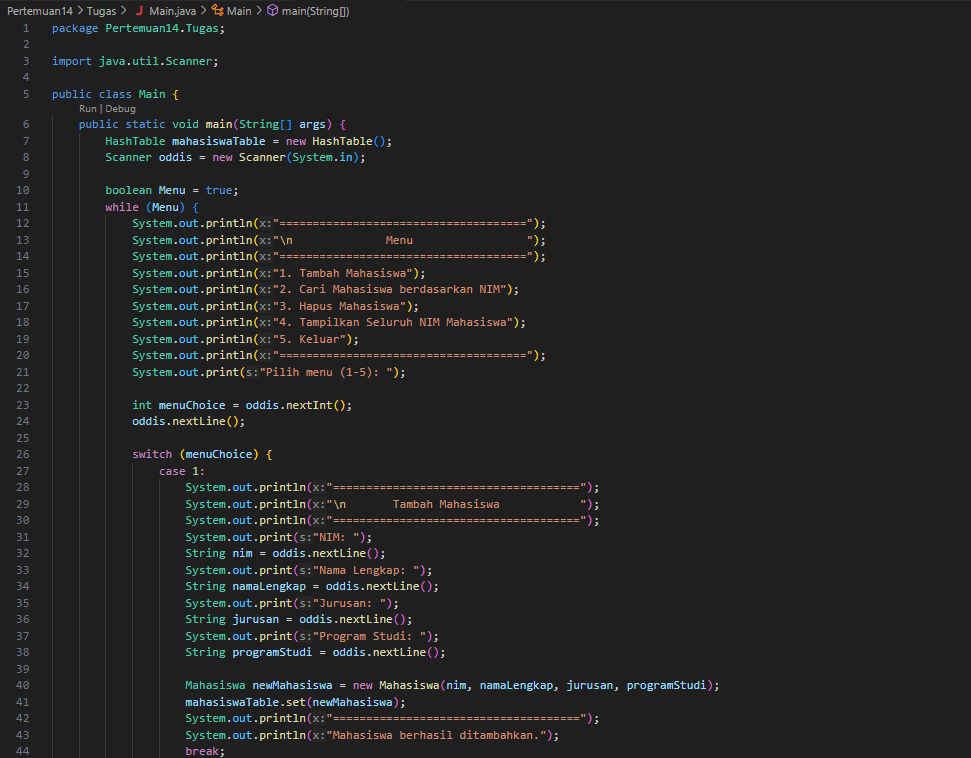 Pertemuan14 > Tugas > J Main.java > Main > main(String[])
1 package Pertemuan14.Tugas;
2
3 import java.util.Scanner;
4
5 public class Main {
Run | Debug
6 public static void main(String[] args) {
7 HashTable mahasiswaTable = new HashTable();
8 Scanner oddis = new Scanner(System.in);
9
10 boolean Menu = true;
11 while (Menu) {
12 System.out.println(x:"=====================================");
13 System.out.println(x:"\n              Menu                 ");
14 System.out.println(x:"=====================================");
15 System.out.println(x:"1. Tambah Mahasiswa");
16 System.out.println(x:"2. Cari Mahasiswa berdasarkan NIM");
17 System.out.println(x:"3. Hapus Mahasiswa");
18 System.out.println(x:"4. Tampilkan Seluruh NIM Mahasiswa");
19 System.out.println(x:"5. Keluar");
20 System.out.println(x:"=====================================");
21 System.out.print(s:"Pilih menu (1-5): ");
22
23 int menuChoice = oddis.nextInt();
24 oddis.nextLine();
25
26 switch (menuChoice) {
27 case 1:
28 System.out.println(x:"=====================================");
29 System.out.println(x:"\n       Tambah Mahasiswa            ");
30 System.out.println(x:"=====================================");
31 System.out.print(s:"NIM: ");
32 String nim = oddis.nextLine();
33 System.out.print(s:"Nama Lengkap: ");
34 String namaLengkap = oddis.nextLine();
35 System.out.print(s:"Jurusan: ");
36 String jurusan = oddis.nextLine();
37 System.out.print(s:"Program Studi: ");
38 String programStudi = oddis.nextLine();
39
40 Mahasiswa newMahasiswa = new Mahasiswa(nim, namaLengkap, jurusan, programStudi);
41 mahasiswaTable.set(newMahasiswa);
42 System.out.println(x:"=====================================");
43 System.out.println(x:"Mahasiswa berhasil ditambahkan.");
44 break;